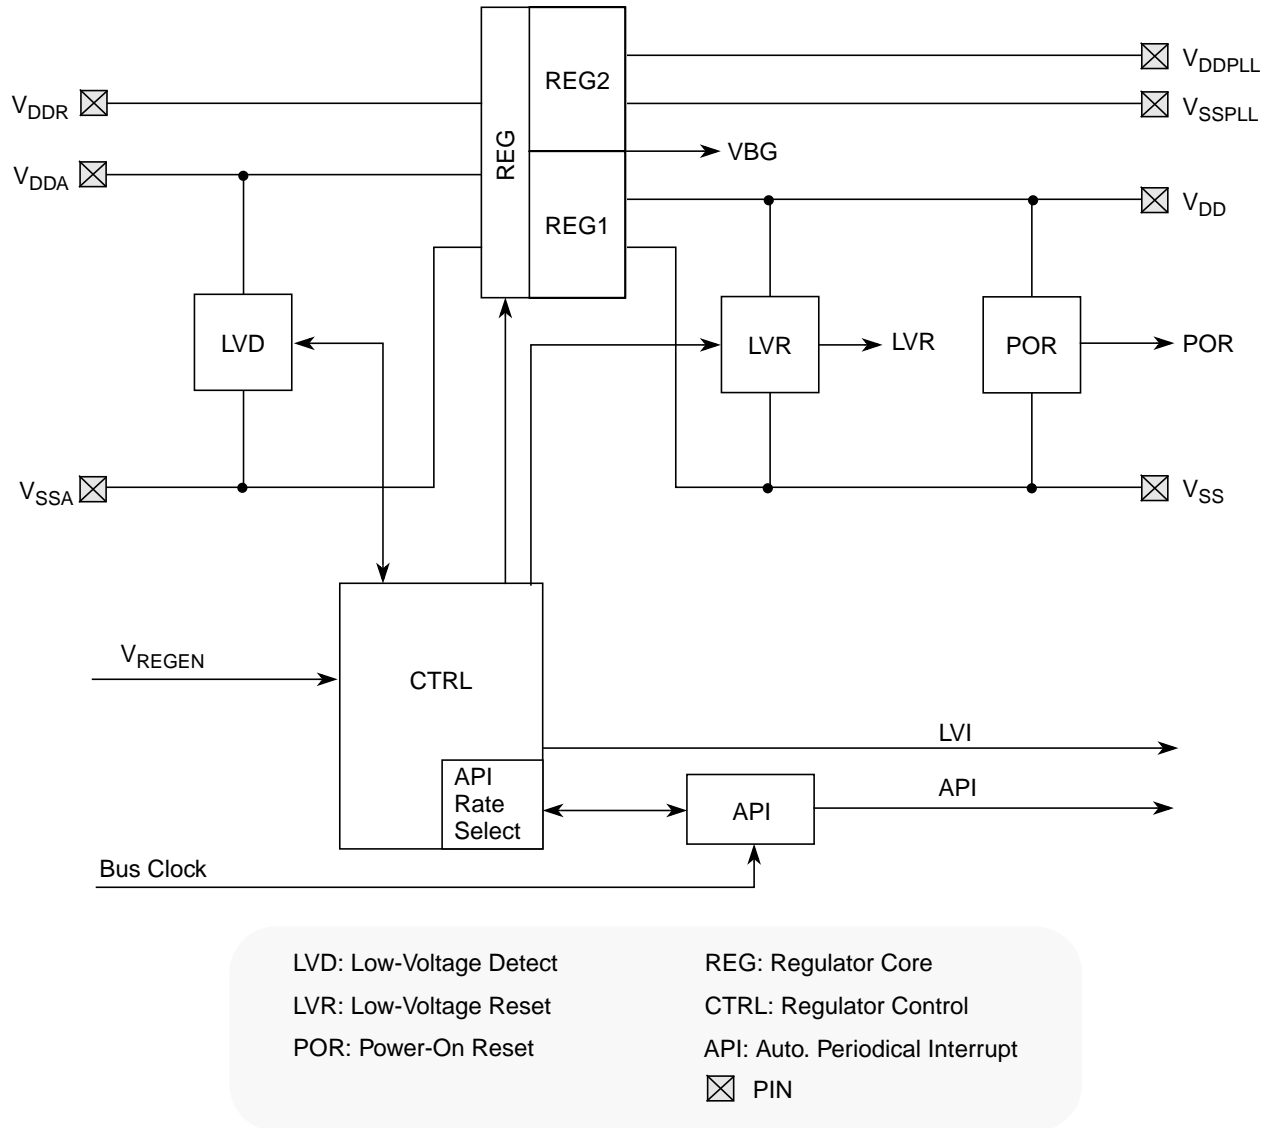 VDDPLL
REG2
VDDR
VSSPLL
REG
VBG
VDDA
VDD
REG1
LVD
LVR
LVR
POR
POR
VSSA
VSS
VREGEN
CTRL
LVI
API
Rate
Select
API
API
Bus Clock
LVD: Low-Voltage Detect
LVR: Low-Voltage Reset
POR: Power-On Reset
REG: Regulator Core
CTRL: Regulator Control
API: Auto. Periodical Interrupt
PIN